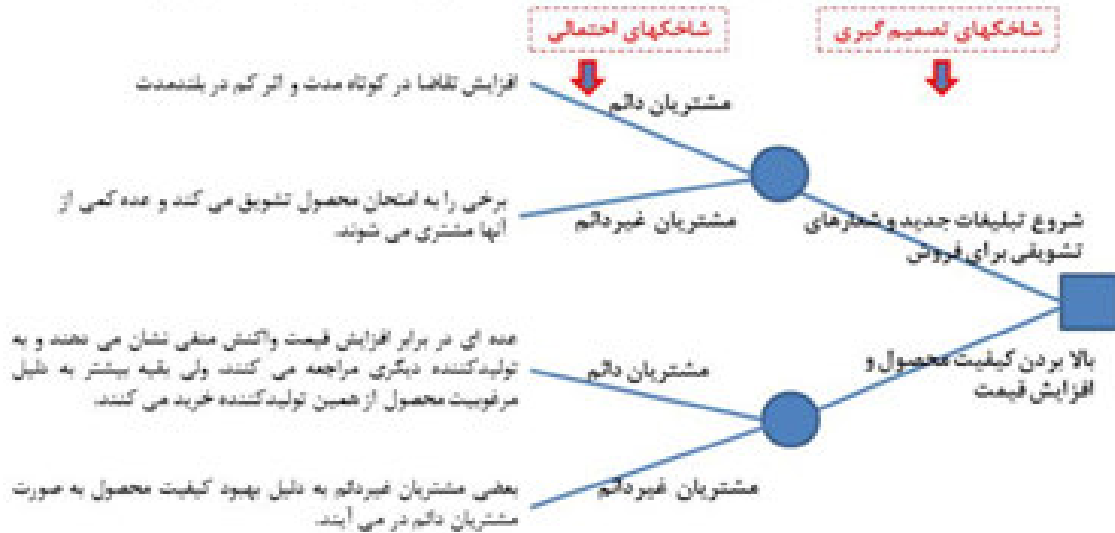 شاخکهای تصمیم گیری
شاخکهای احتمالی
افزایش تقاضا در کوتاه مدت و اثر کم در بلندمدت
مشتریان دائم
برخی را به امتحان محصول تشویق می کند و عده کمی از
آنها مشتری می شوند.
مشتریان غیردائم
شروع تبلیغات جدید و شعارهای
تشویقی برای فروش
عده ای در برابر افزایش قیمت واکنش منفی نشان می دهند و به
تولیدکننده دیگری مراجعه می کنند، ولی بقیه بیشتر به دلیل
مرغوبیت محصول از همین تولیدکننده خرید می کنند.
مشتریان دائم
بالا بردن کیفیت محصول و
افزایش قیمت
بعضی مشتریان غیردائم به دلیل بهبود کیفیت محصول به صورت
مشتریان دائم در می آیند.
مشتریان غیردائم